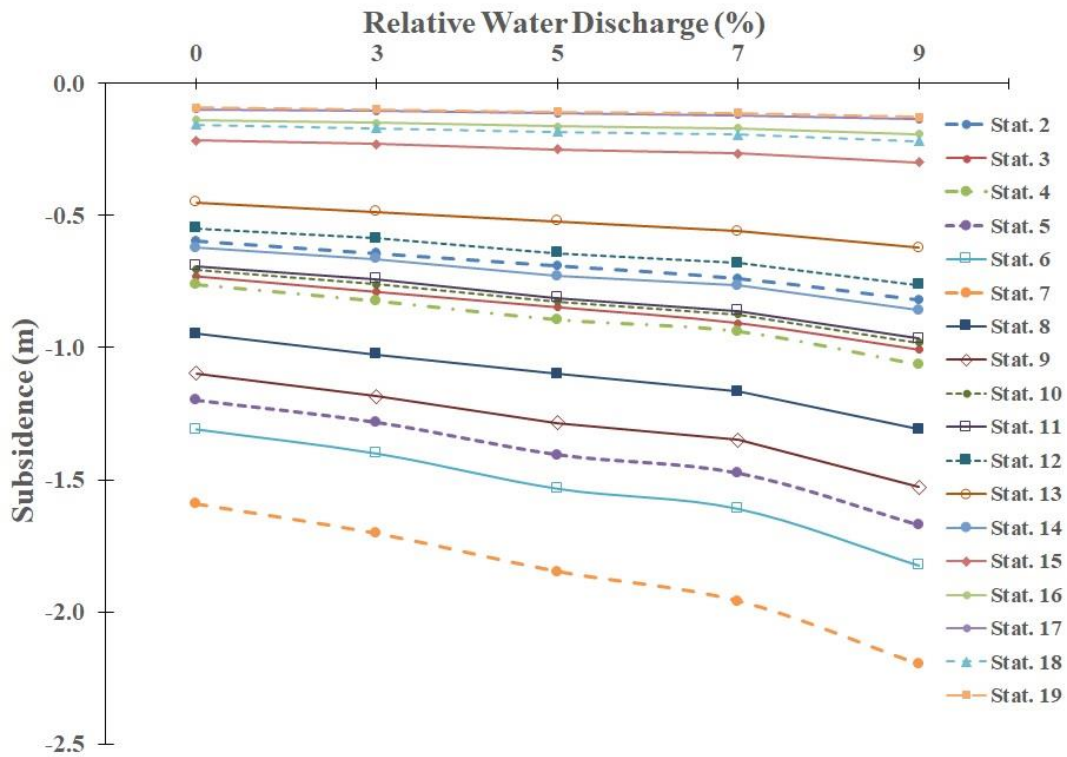 Relative Water Discharge (%)
0 3 5 7 9
Subsidence (m)
0.0
-0.5
-1.0
-1.5
-2.0
-2.5
Stat. 2
Stat. 3
Stat. 4
Stat. 5
Stat. 6
Stat. 7
Stat. 8
Stat. 9
Stat. 10
Stat. 11
Stat. 12
Stat. 13
Stat. 14
Stat. 15
Stat. 16
Stat. 17
Stat. 18
Stat. 19